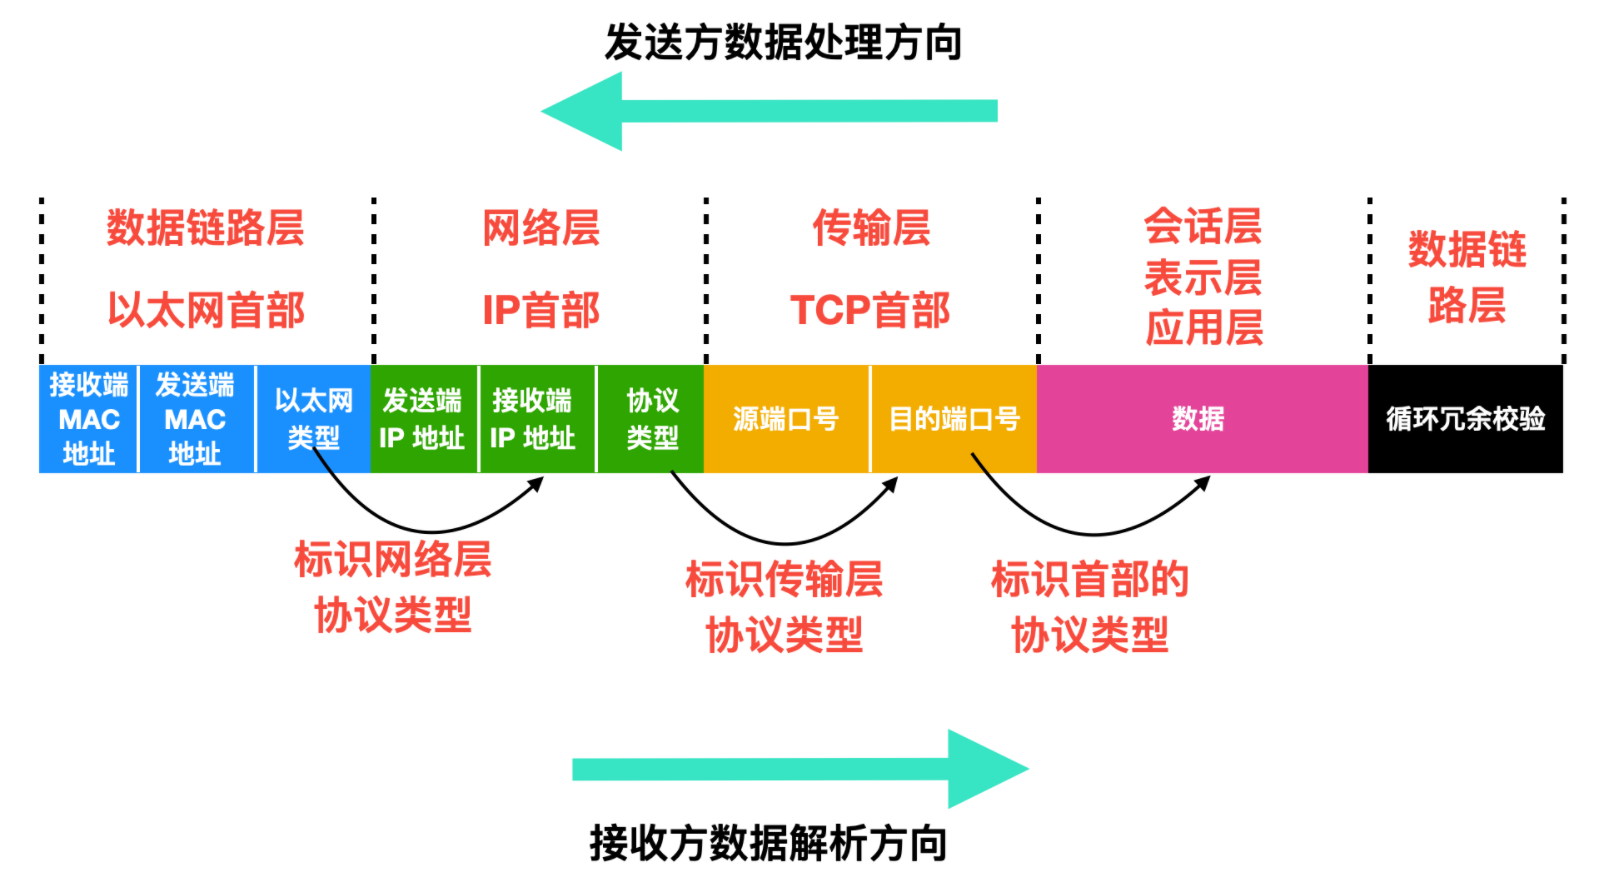 发送方数据处理方向
数据链路层
以太网首部
网络层
IP首部
传输层
TCP首部
会话层
表示层
应用层
数据链
路层
接收端
MAC
地址
发送端
MAC
地址
以太网
类型
发送端
IP 地址
接收端
IP 地址
协议
类型
源端口号
目的端口号
数据
循环冗余校验
标识网络层
协议类型
标识传输层
协议类型
标识首部的
协议类型
接收方数据解析方向